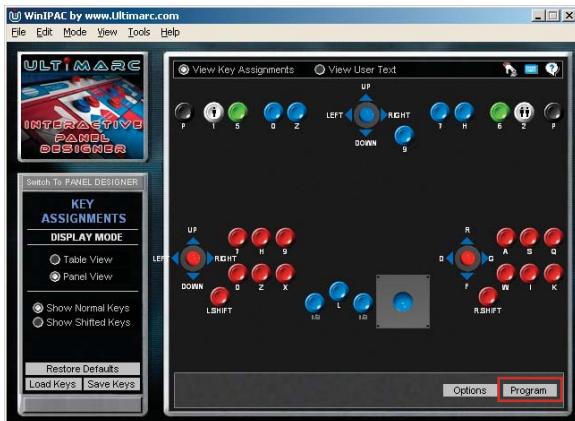 WinIPAC by www.Ultimarc.com
File Edit Mode View Tools Help
ULTIMARC
INTERACTIVE
PANEL
DESIGNER
View Key Assignments View User Text
UP
LEFT RIGHT
DOWN
P 1 5 0 Z 7 H 6 2 P
9
Switch To PANEL DESIGNER
KEY
ASSIGNMENTS
DISPLAY MODE
Table View
Panel View
Show Normal Keys
Show Shifted Keys
Restore Defaults
Load Keys Save Keys
UP
RIGHT
DOWN
7 H 9
0 Z X
LSHIFT
L
R
D G
F
A S Q
W I K
RSHIFT
Options Program